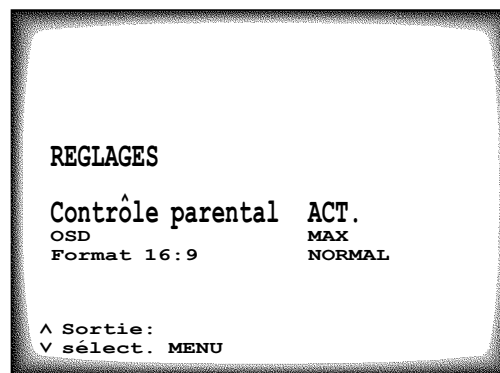 REGLAGES
Contrôle parental ACT.
OSD MAX
Format 16:9 NORMAL
∧ Sortie:
∨ sélect. MENU